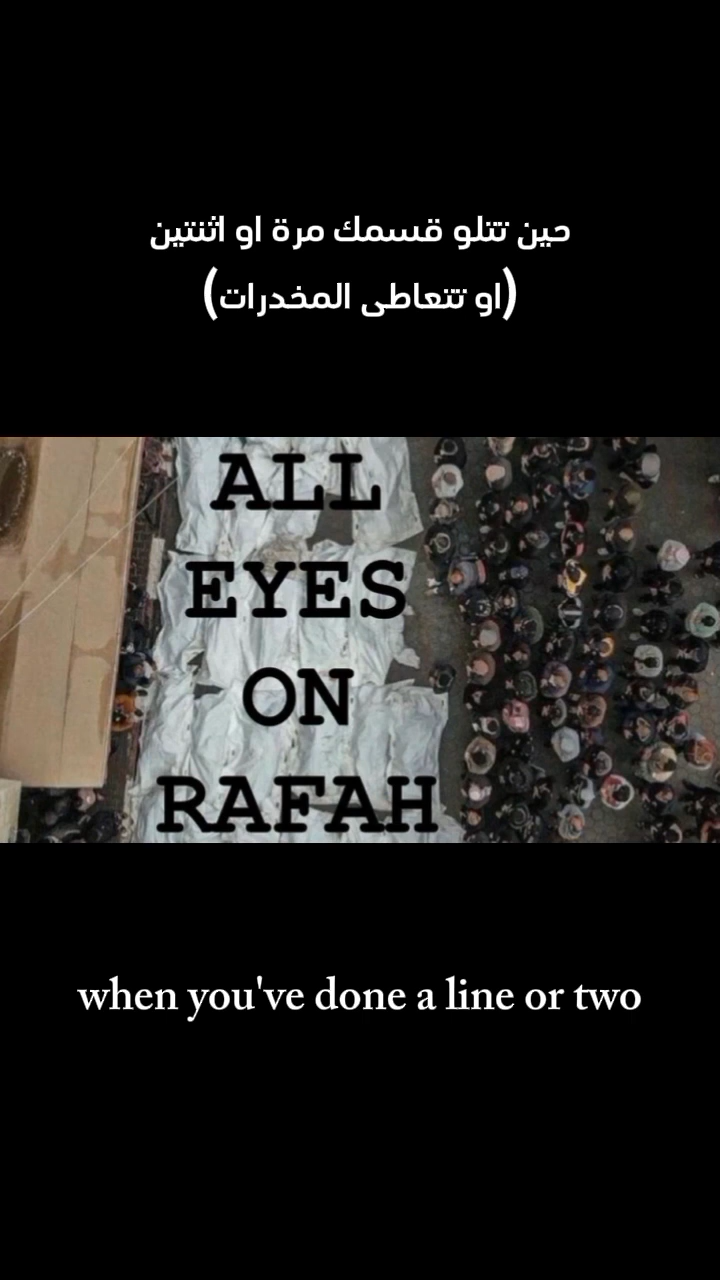 حين تتلو قسمك مرة او اثنتين
(او تتعاطى المخدرات)
ALL
EYES
ON
RAFAH
when you've done a line or two